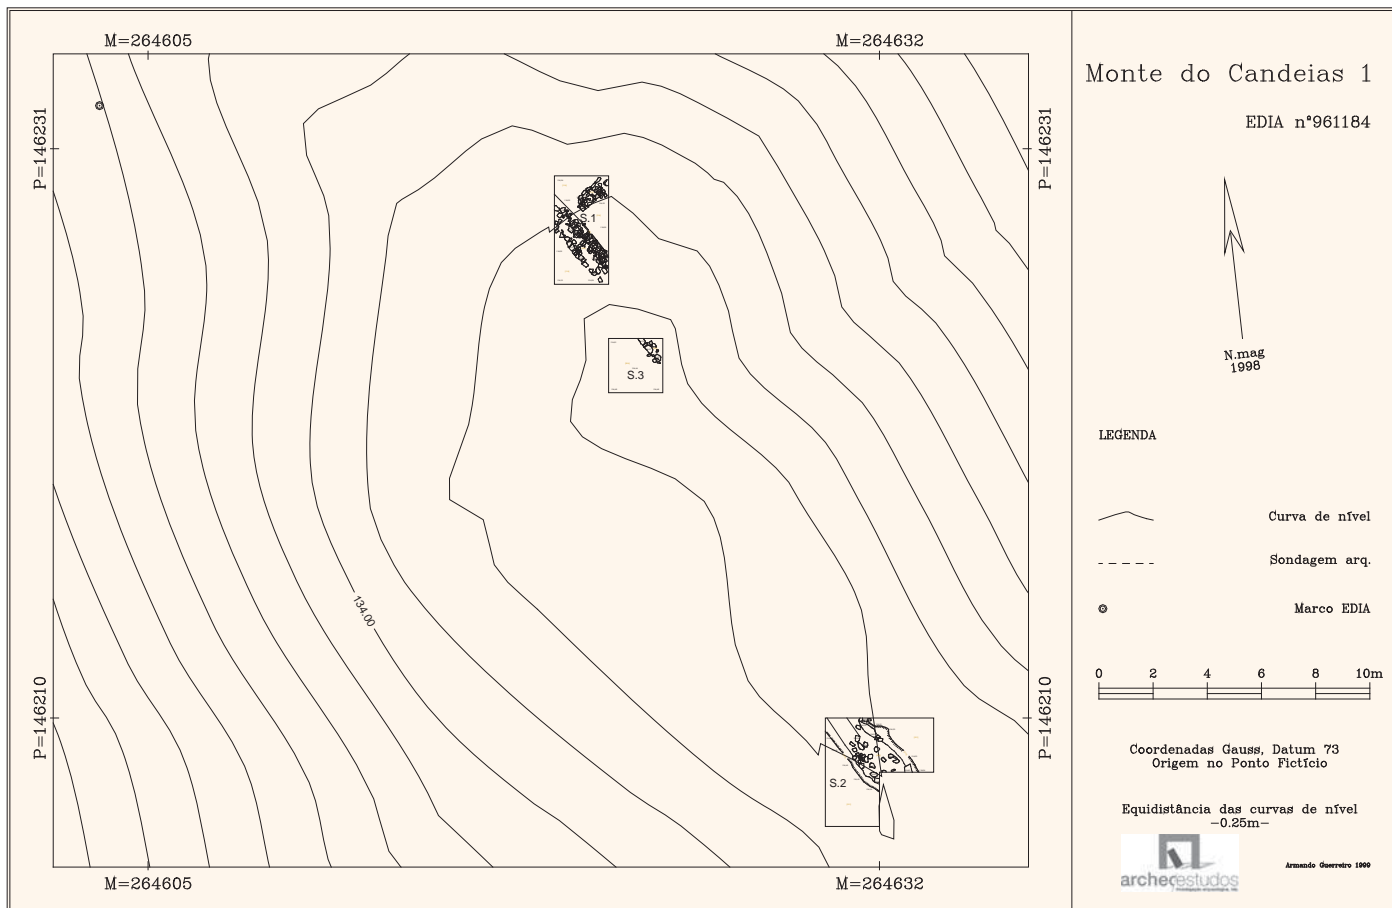 M=264605
M=264632
P=146231
P=146231
S.1
S.3
134.00
P=146210
P=146210
S.2
M=264605
M=264632
Monte do Candeias 1
EDIA nº961184
N.mag
1998
LEGENDA
Curva de nível
Sondagem arq.
Marco EDIA
0 2 4 6 8 10m
Coordenadas Gauss, Datum 73
Origem no Ponto Fictício
Equidistância das curvas de nível
-0.25m-
archeoestudos
Armando Guerreiro 1999